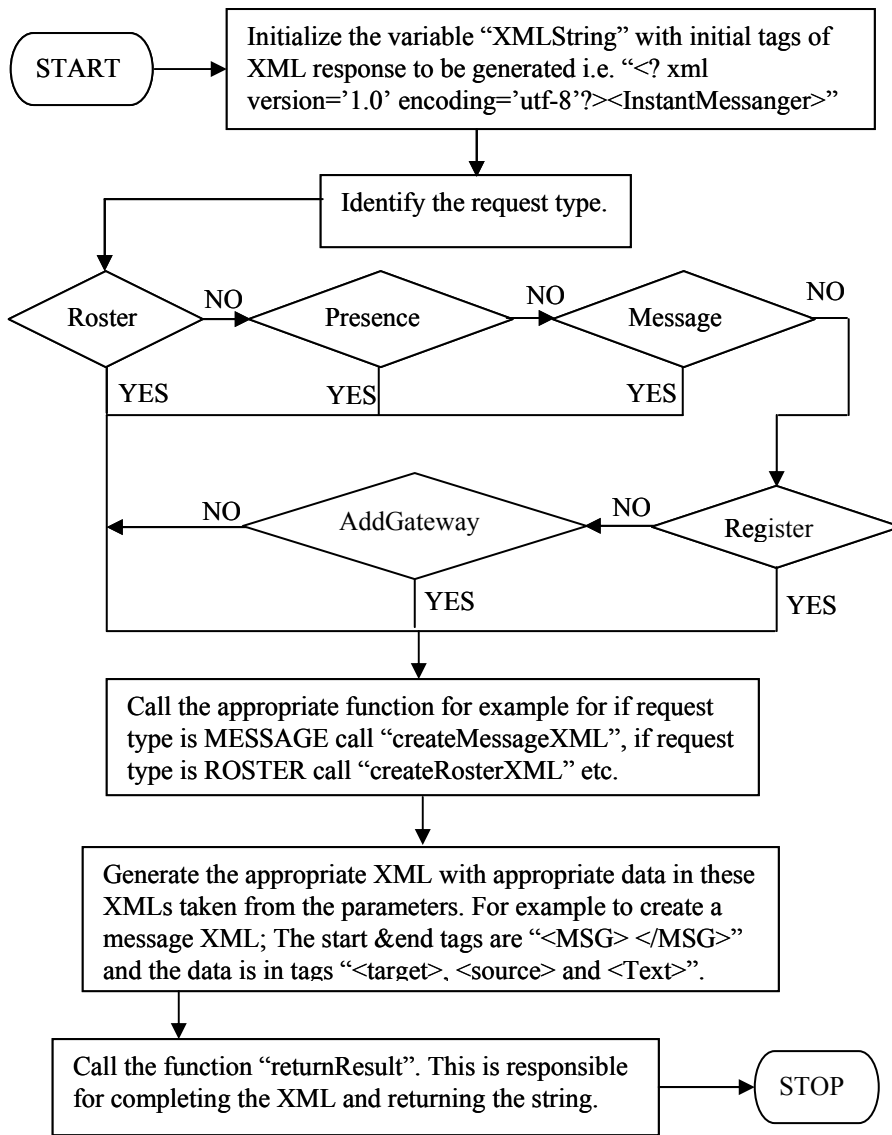 START
Initialize the variable “XMLString” with initial tags of
XML response to be generated i.e. “<? xml
version=’1.0’ encoding=’utf-8’?><InstantMessanger>”
Identify the request type.
Roster
NO
Presence
NO
Message
NO
YES
YES
YES
NO
AddGateway
NO
Register
YES
YES
Call the appropriate function for example for if request
type is MESSAGE call “createMessageXML”, if request
type is ROSTER call “createRosterXML” etc.
Generate the appropriate XML with appropriate data in these
XMLs taken from the parameters. For example to create a
message XML; The start &end tags are “<MSG> </MSG>”
and the data is in tags “<target>, <source> and <Text>”.
Call the function “returnResult”. This is responsible
for completing the XML and returning the string.
STOP